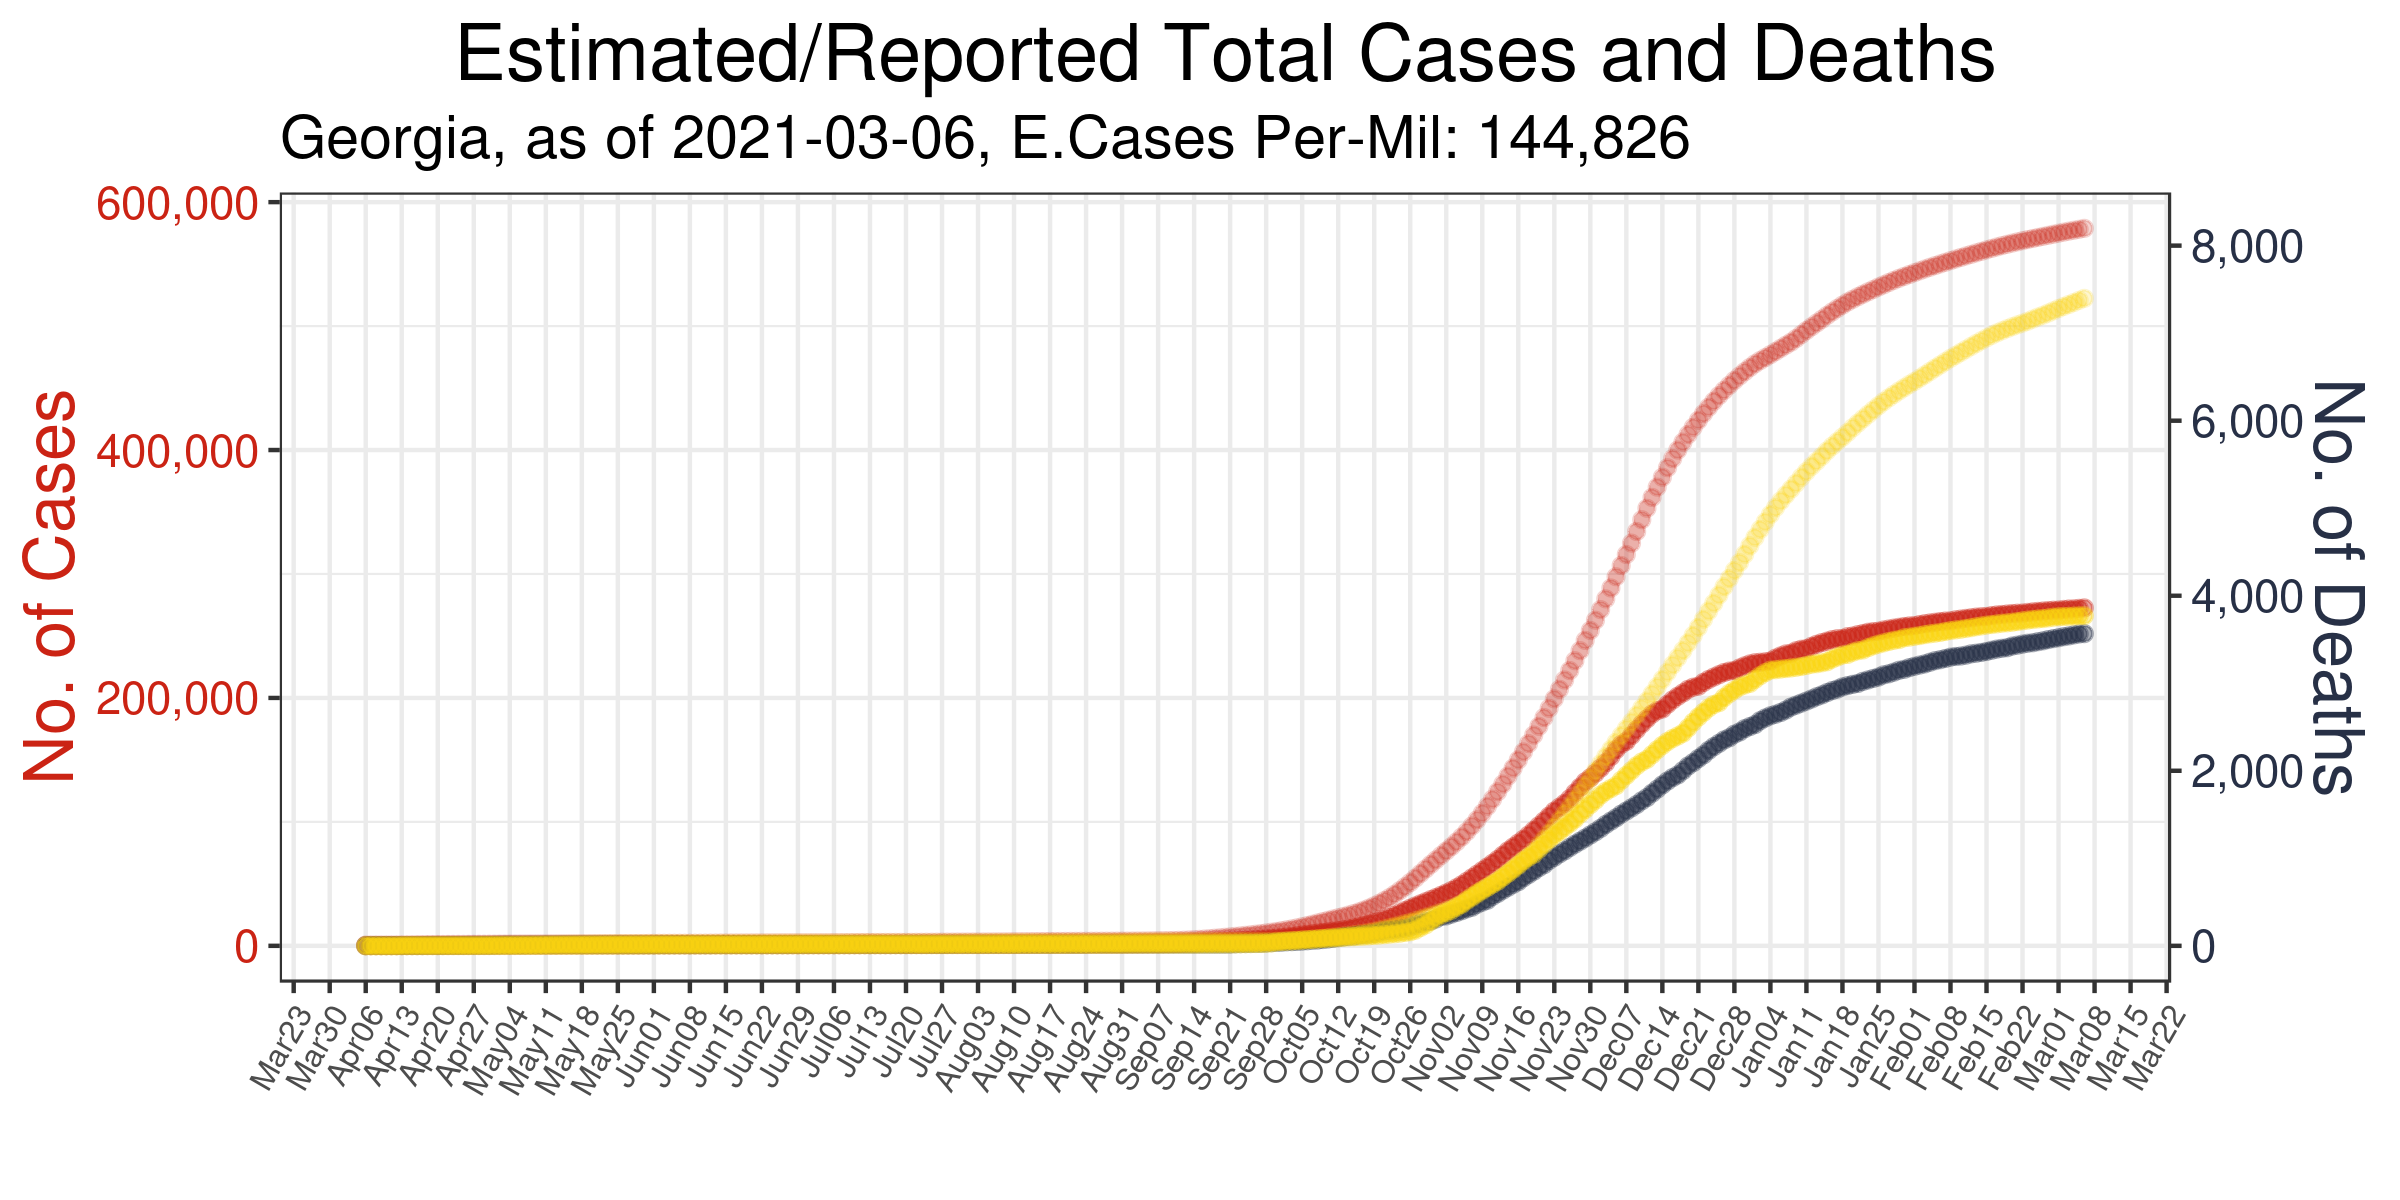 Estimated/Reported Total Cases and Deaths
Georgia, as of 2021-03-06, E.Cases Per-Mil: 144,826
No. of Cases
600,000
400,000
200,000
0
8,000
6,000
4,000
2,000
0
No. of Deaths
Mar23
Mar30
Apr06
Apr13
Apr20
Apr27
May04
May11
May18
May25
Jun01
Jun08
Jun15
Jun22
Jun29
Jul06
Jul13
Jul20
Jul27
Aug03
Aug10
Aug17
Aug24
Aug31
Sep07
Sep14
Sep21
Sep28
Oct05
Oct12
Oct19
Oct26
Nov02
Nov09
Nov16
Nov23
Nov30
Dec07
Dec14
Dec21
Dec28
Jan04
Jan11
Jan18
Jan25
Feb01
Feb08
Feb15
Feb22
Mar01
Mar08
Mar15
Mar22